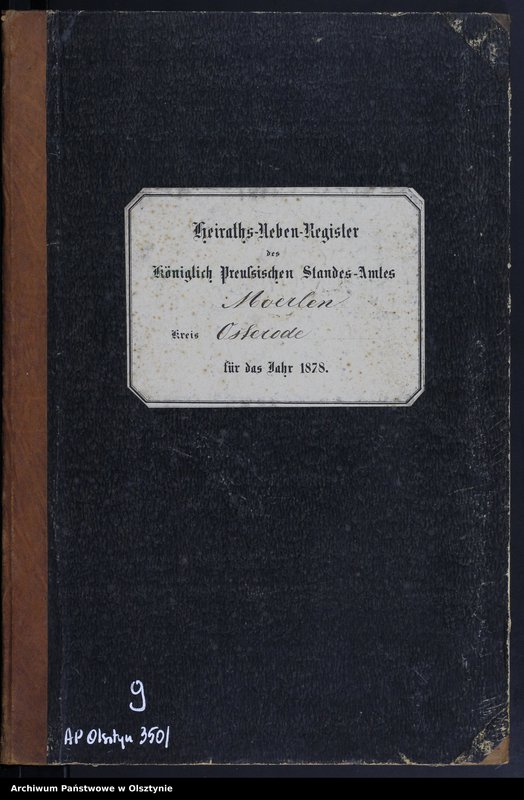 Heiraths-Neben-Register
des
Königlich Preußischen Standes-Amtes
Moerlen
Kreis Osterode
für das Jahr 1878.
9
AP Olsztyn 350/
Archiwum Państwowe w Olsztynie